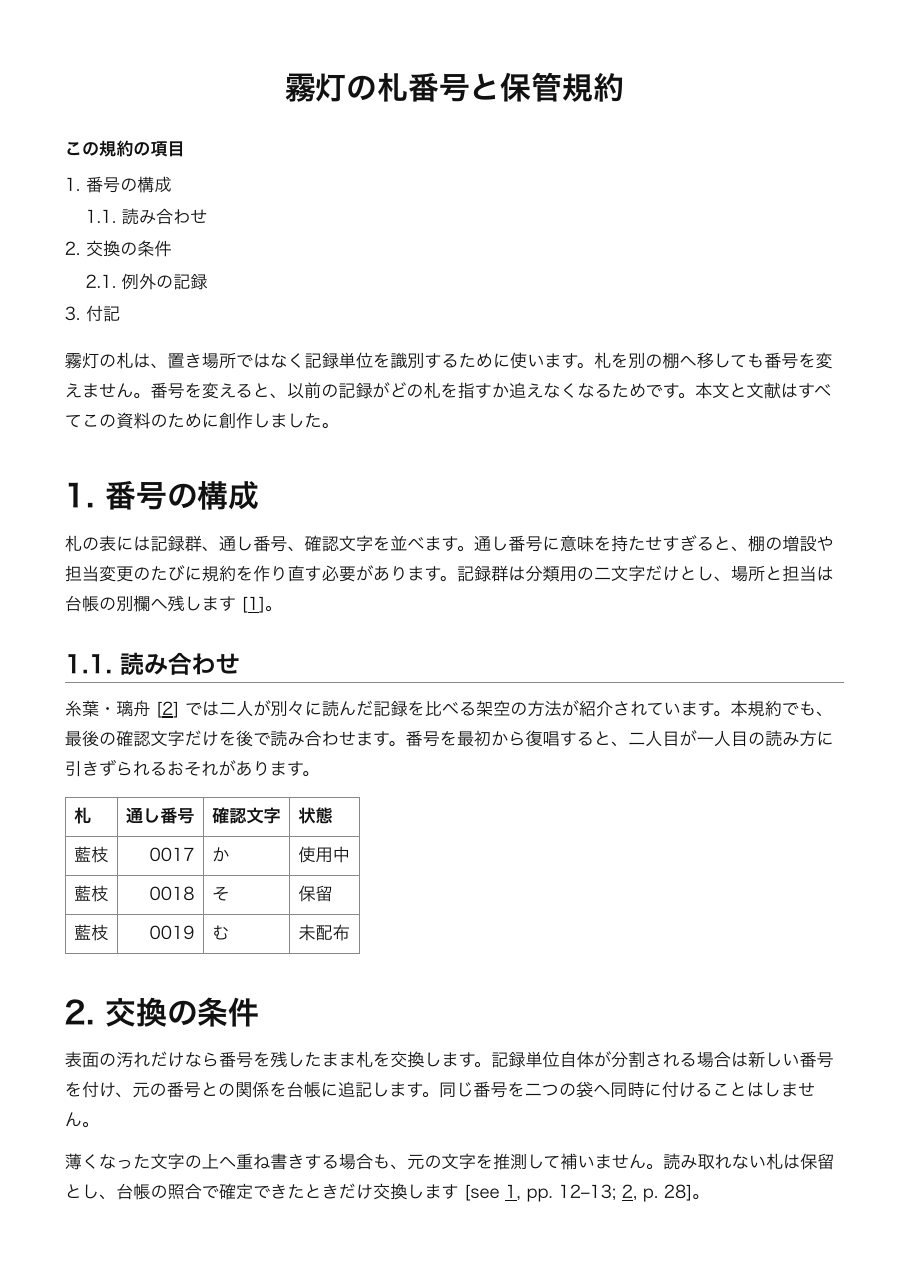 霧灯の札番号と保管規約
この規約の項目
1. 番号の構成
1.1. 読み合わせ
2. 交換の条件
2.1. 例外の記録
3. 付記
霧灯の札は、置き場所ではなく記録単位を識別するために使います。札を別の棚へ移しても番号を変
えません。番号を変えると、以前の記録がどの札を指すか追えなくなるためです。本文と文献はすべ
てこの資料のために創作しました。
1. 番号の構成
札の表には記録群、通し番号、確認文字を並べます。通し番号に意味を持たせすぎると、棚の増設や
担当変更のたびに規約を作り直す必要があります。記録群は分類用の二文字だけとし、場所と担当は
台帳の別欄へ残します [1]。
1.1. 読み合わせ
糸葉・璃舟 [2] では二人が別々に読んだ記録を比べる架空の方法が紹介されています。本規約でも、
最後の確認文字だけを後で読み合わせます。番号を最初から復唱すると、二人目が一人目の読み方に
引きずられるおそれがあります。
札 通し番号 確認文字 状態
藍枝 0017 か 使用中
藍枝 0018 そ 保留
藍枝 0019 む 未配布
2. 交換の条件
表面の汚れだけなら番号を残したまま札を交換します。記録単位自体が分割される場合は新しい番号
を付け、元の番号との関係を台帳に追記します。同じ番号を二つの袋へ同時に付けることはしませ
ん。
薄くなった文字の上へ重ね書きする場合も、元の文字を推測して補いません。読み取れない札は保留
とし、台帳の照合で確定できたときだけ交換します [see 1, pp. 12–13; 2, p. 28]。